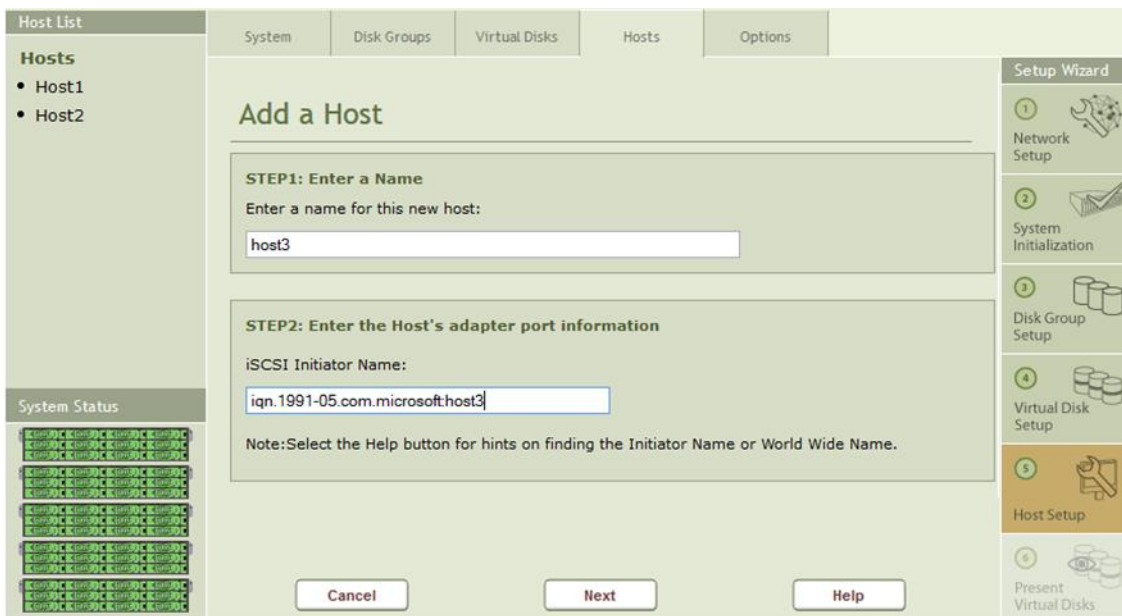 Host List
Hosts
Host1
Host2
System Status
System
Disk Groups
Virtual Disks
Hosts
Options
Add a Host
STEP1: Enter a Name
Enter a name for this new host:
host3
STEP2: Enter the Host's adapter port information
iSCSI Initiator Name:
iqn.1991-05.com.microsoft:host3
Note:Select the Help button for hints on finding the Initiator Name or World Wide Name.
Cancel
Next
Help
Setup Wizard
1
Network
Setup
2
System
Initialization
3
Disk Group
Setup
4
Virtual Disk
Setup
5
Host Setup
6
Present
Virtual Disks